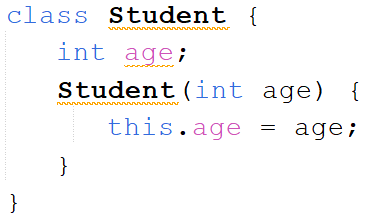 class Student {
    int age;
    Student(int age) {
        this.age = age;
    }
}